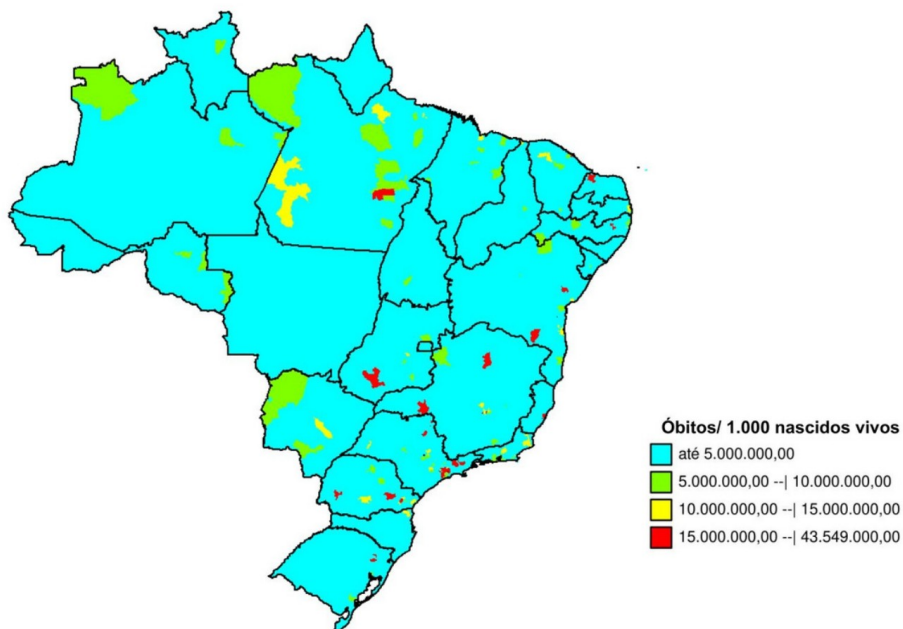 Óbitos/ 1.000 nascidos vivos
até 5.000.000,00
5.000.000,00 --| 10.000.000,00
10.000.000,00 --| 15.000.000,00
15.000.000,00 --| 43.549.000,00